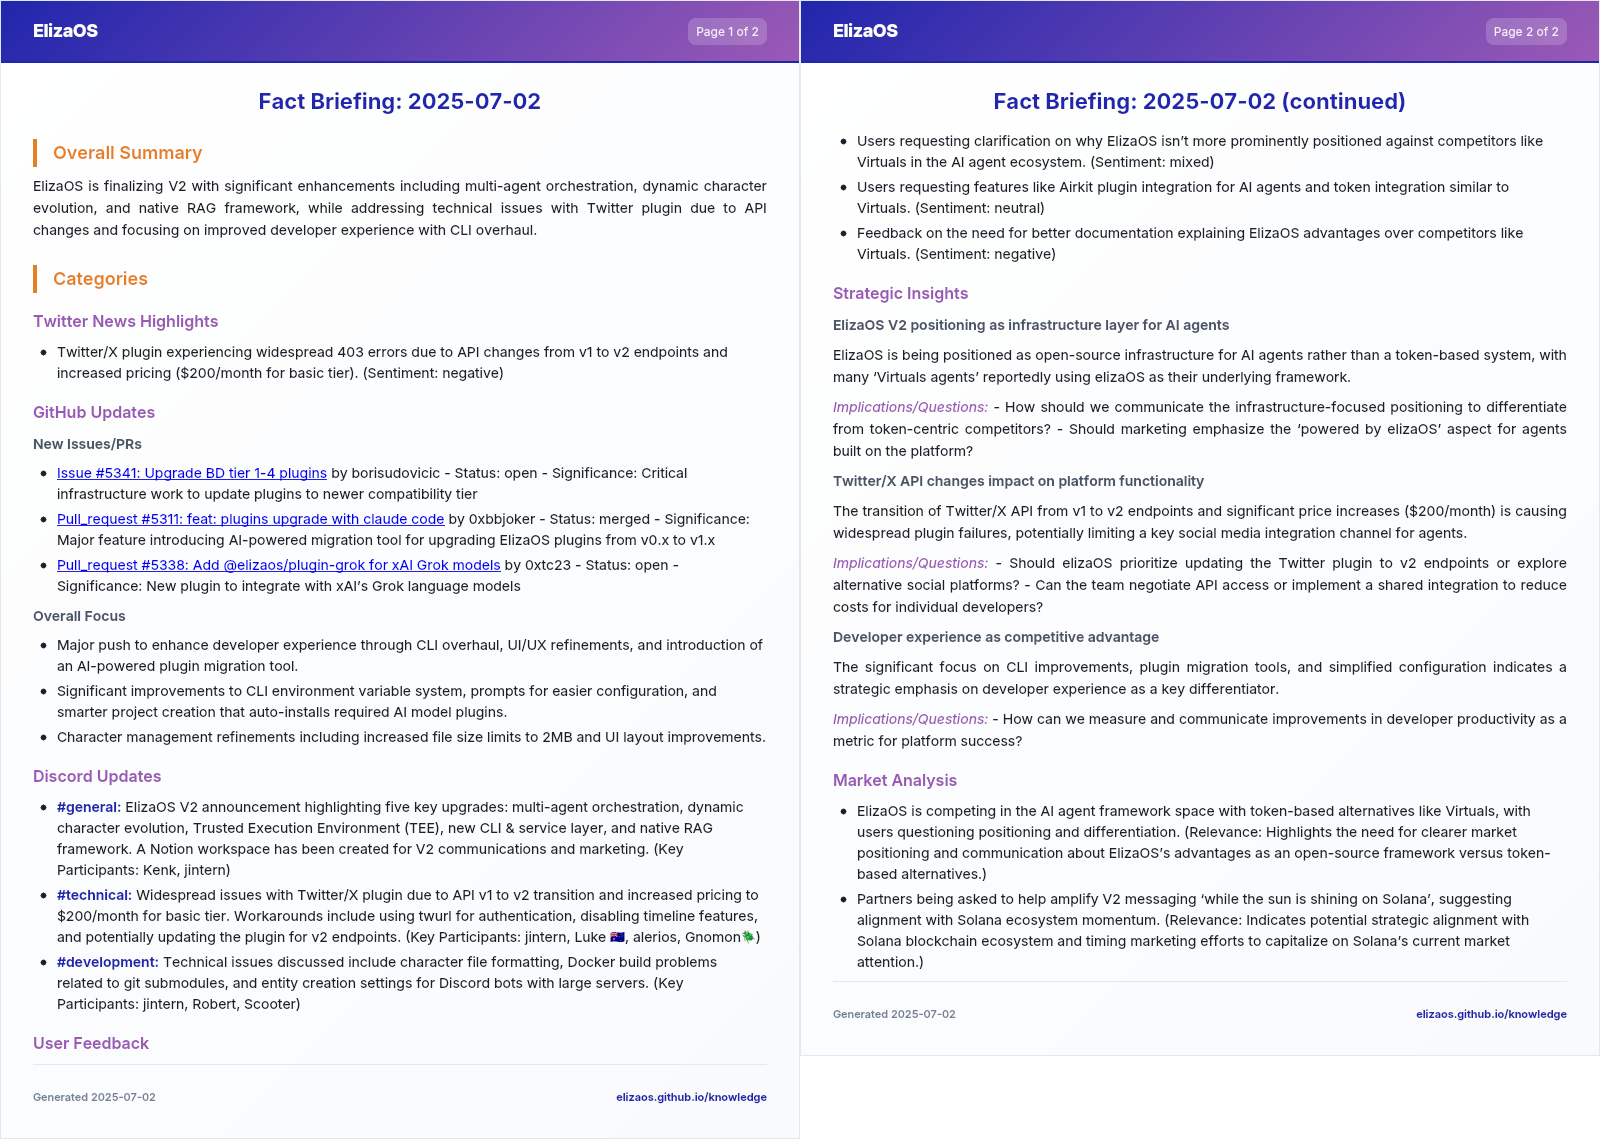 ElizaOS
Page 1 of 2
Fact Briefing: 2025-07-02
Overall Summary
ElizaOS is finalizing V2 with significant enhancements including multi-agent orchestration, dynamic character
evolution, and native RAG framework, while addressing technical issues with Twitter plugin due to API
changes and focusing on improved developer experience with CLI overhaul.
Categories
Twitter News Highlights
• Twitter/X plugin experiencing widespread 403 errors due to API changes from v1 to v2 endpoints and
increased pricing ($200/month for basic tier). (Sentiment: negative)
GitHub Updates
New Issues/PRs
• Issue #5341: Upgrade BD tier 1-4 plugins by borisudovicic - Status: open - Significance: Critical
infrastructure work to update plugins to newer compatibility tier
• Pull_request #5311: feat: plugins upgrade with claude code by 0xbbjoker - Status: merged - Significance:
Major feature introducing AI-powered migration tool for upgrading ElizaOS plugins from v0.x to v1.x
• Pull_request #5338: Add @elizaos/plugin-grok for xAI Grok models by 0xtc23 - Status: open -
Significance: New plugin to integrate with xAI’s Grok language models
Overall Focus
• Major push to enhance developer experience through CLI overhaul, UI/UX refinements, and introduction of
an AI-powered plugin migration tool.
• Significant improvements to CLI environment variable system, prompts for easier configuration, and
smarter project creation that auto-installs required AI model plugins.
• Character management refinements including increased file size limits to 2MB and UI layout improvements.
Discord Updates
• #general: ElizaOS V2 announcement highlighting five key upgrades: multi-agent orchestration, dynamic
character evolution, Trusted Execution Environment (TEE), new CLI & service layer, and native RAG
framework. A Notion workspace has been created for V2 communications and marketing. (Key
Participants: Kenk, jintern)
• #technical: Widespread issues with Twitter/X plugin due to API v1 to v2 transition and increased pricing to
$200/month for basic tier. Workarounds include using twurl for authentication, disabling timeline features,
and potentially updating the plugin for v2 endpoints. (Key Participants: jintern, Luke 🇦🇺, alerios, Gnomon🪲)
• #development: Technical issues discussed include character file formatting, Docker build problems
related to git submodules, and entity creation settings for Discord bots with large servers. (Key
Participants: jintern, Robert, Scooter)
User Feedback
Generated 2025-07-02
elizaos.github.io/knowledge
ElizaOS
Page 2 of 2
Fact Briefing: 2025-07-02 (continued)
• Users requesting clarification on why ElizaOS isn’t more prominently positioned against competitors like
Virtuals in the AI agent ecosystem. (Sentiment: mixed)
• Users requesting features like Airkit plugin integration for AI agents and token integration similar to
Virtuals. (Sentiment: neutral)
• Feedback on the need for better documentation explaining ElizaOS advantages over competitors like
Virtuals. (Sentiment: negative)
Strategic Insights
ElizaOS V2 positioning as infrastructure layer for AI agents
ElizaOS is being positioned as open-source infrastructure for AI agents rather than a token-based system, with
many ‘Virtuals agents’ reportedly using elizaOS as their underlying framework.
Implications/Questions: - How should we communicate the infrastructure-focused positioning to differentiate
from token-centric competitors? - Should marketing emphasize the ‘powered by elizaOS’ aspect for agents
built on the platform?
Twitter/X API changes impact on platform functionality
The transition of Twitter/X API from v1 to v2 endpoints and significant price increases ($200/month) is causing
widespread plugin failures, potentially limiting a key social media integration channel for agents.
Implications/Questions: - Should elizaOS prioritize updating the Twitter plugin to v2 endpoints or explore
alternative social platforms? - Can the team negotiate API access or implement a shared integration to reduce
costs for individual developers?
Developer experience as competitive advantage
The significant focus on CLI improvements, plugin migration tools, and simplified configuration indicates a
strategic emphasis on developer experience as a key differentiator.
Implications/Questions: - How can we measure and communicate improvements in developer productivity as a
metric for platform success?
Market Analysis
• ElizaOS is competing in the AI agent framework space with token-based alternatives like Virtuals, with
users questioning positioning and differentiation. (Relevance: Highlights the need for clearer market
positioning and communication about ElizaOS’s advantages as an open-source framework versus token-
based alternatives.)
• Partners being asked to help amplify V2 messaging ‘while the sun is shining on Solana’, suggesting
alignment with Solana ecosystem momentum. (Relevance: Indicates potential strategic alignment with
Solana blockchain ecosystem and timing marketing efforts to capitalize on Solana’s current market
attention.)
Generated 2025-07-02
elizaos.github.io/knowledge